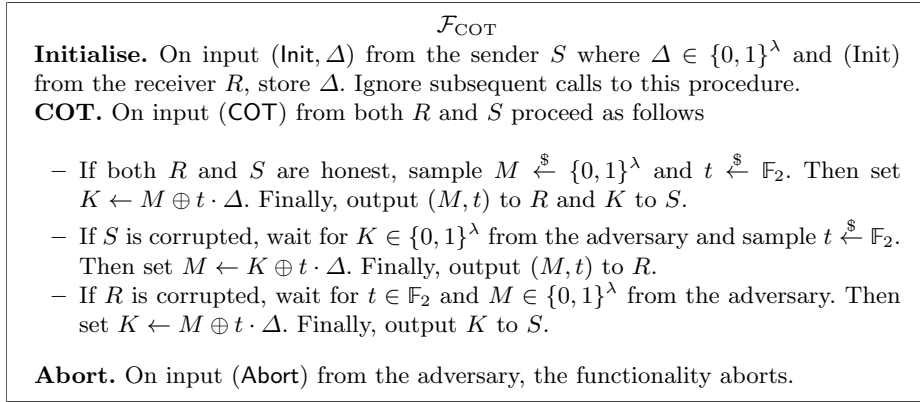 𝓕_COT
Initialise. On input (Init, Δ) from the sender S where Δ ∈ {0, 1}^λ and (Init)
from the receiver R, store Δ. Ignore subsequent calls to this procedure.
COT. On input (COT) from both R and S proceed as follows
– If both R and S are honest, sample M ←$ {0, 1}^λ and t ←$ 𝔽₂. Then set
K ← M ⊕ t · Δ. Finally, output (M, t) to R and K to S.
– If S is corrupted, wait for K ∈ {0, 1}^λ from the adversary and sample t ←$ 𝔽₂.
Then set M ← K ⊕ t · Δ. Finally, output (M, t) to R.
– If R is corrupted, wait for t ∈ 𝔽₂ and M ∈ {0, 1}^λ from the adversary. Then
set K ← M ⊕ t · Δ. Finally, output K to S.
Abort. On input (Abort) from the adversary, the functionality aborts.